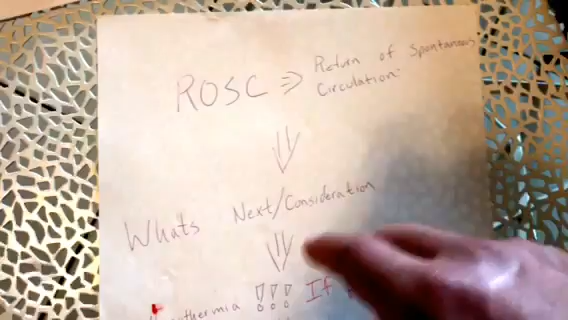 ROSC => Return of Spontaneous
Circulation:
Whats Next/Consideration
!!! If